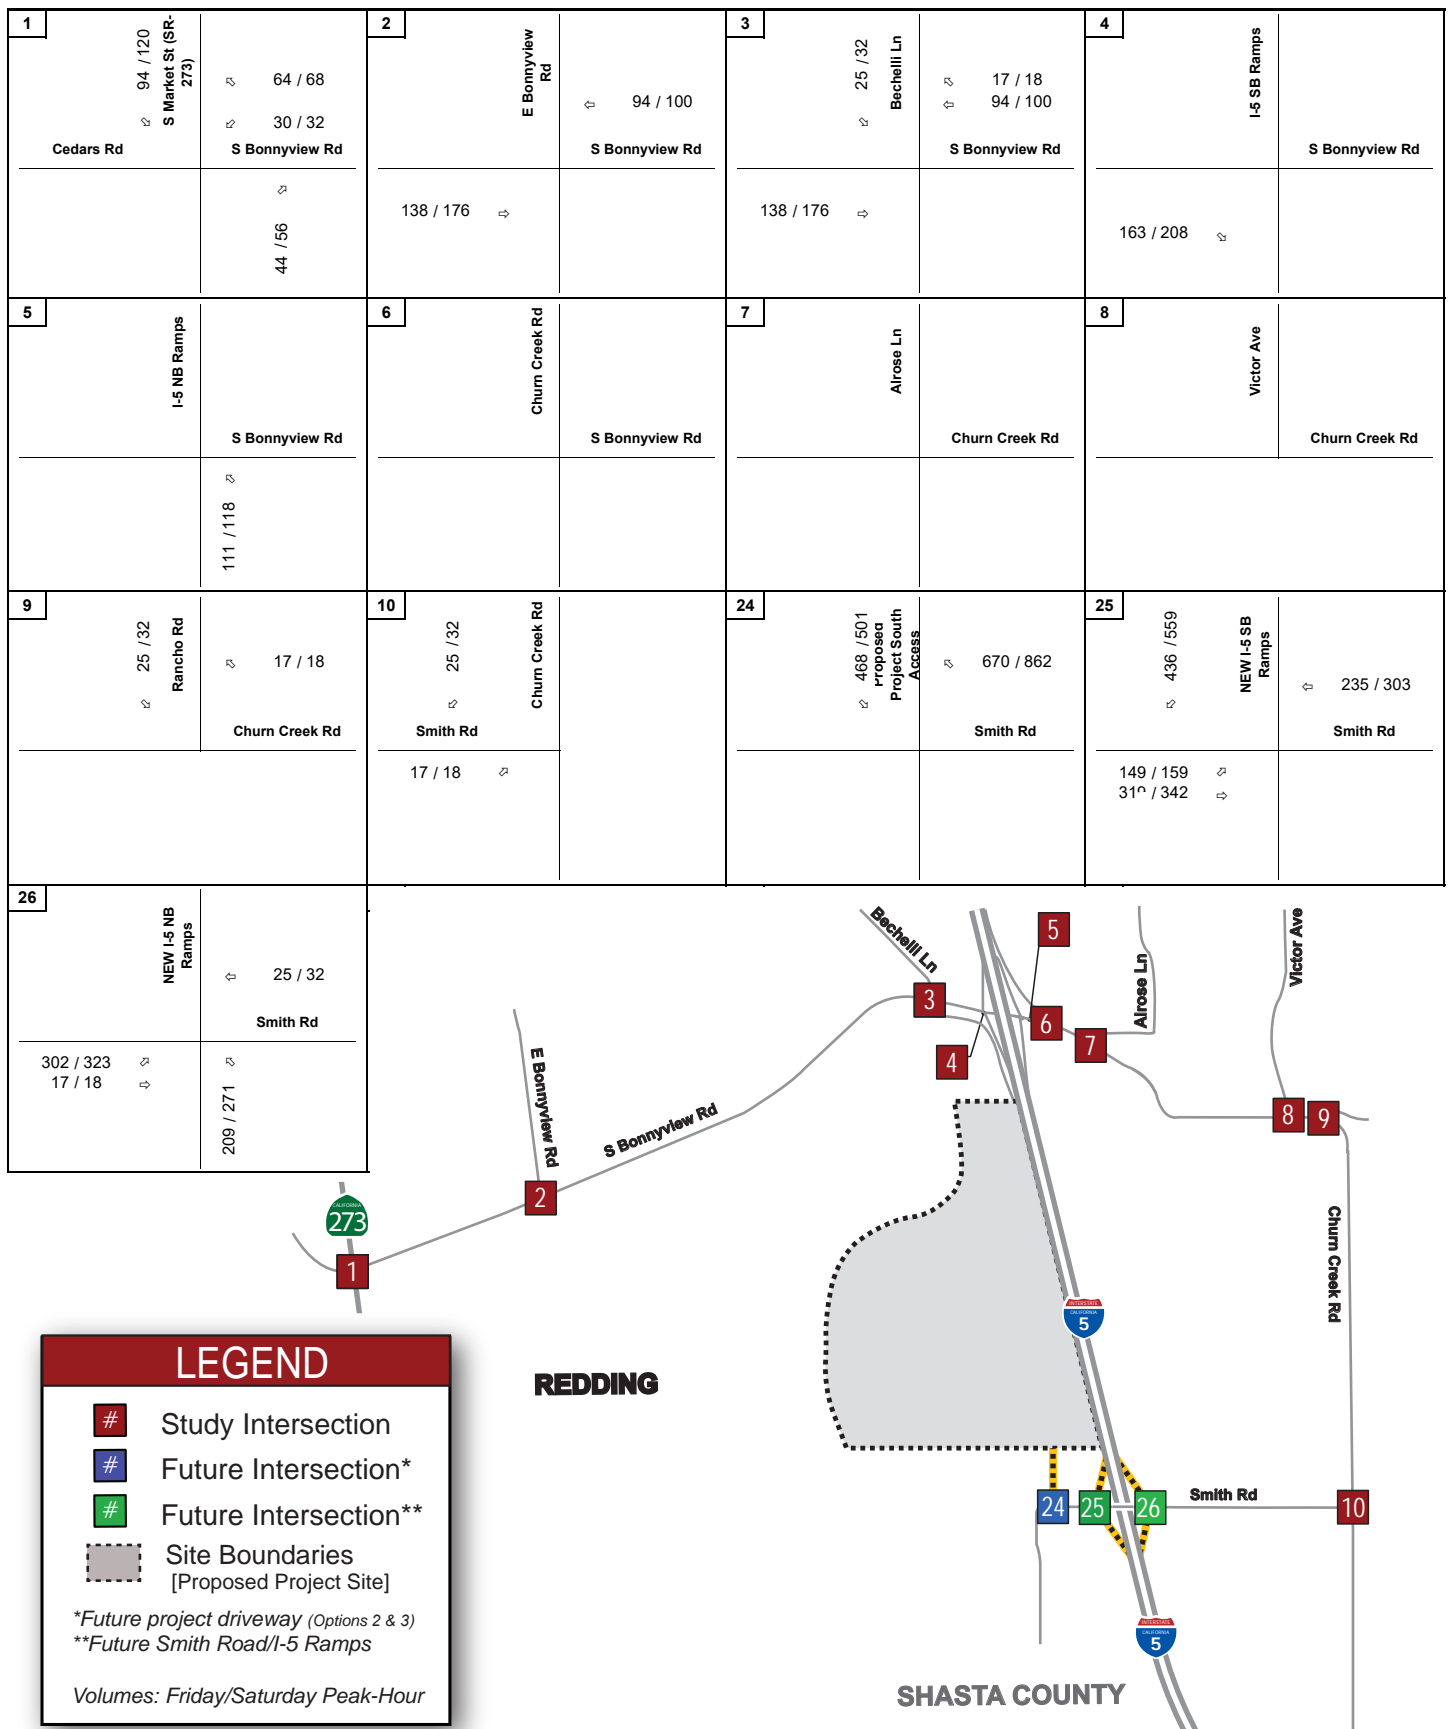 1
94 / 120
S Market St (SR-
273)
64 / 68
30 / 32
Cedars Rd
S Bonnyview Rd
44 / 56
2
E Bonnyview
Rd
94 / 100
S Bonnyview Rd
138 / 176
3
25 / 32
Bechelli Ln
17 / 18
94 / 100
S Bonnyview Rd
138 / 176
4
I-5 SB Ramps
S Bonnyview Rd
163 / 208
5
I-5 NB Ramps
S Bonnyview Rd
111 / 118
6
Churn Creek Rd
S Bonnyview Rd
7
Alrose Ln
Churn Creek Rd
8
Victor Ave
Churn Creek Rd
9
25 / 32
Rancho Rd
17 / 18
Churn Creek Rd
10
25 / 32
Churn Creek Rd
Smith Rd
17 / 18
24
468 / 501
Proposed
Project South
Access
670 / 862
Smith Rd
25
436 / 559
NEW I-5 SB
Ramps
235 / 303
Smith Rd
149 / 159
/ 342
26
NEW I-5 NB
Ramps
25 / 32
Smith Rd
302 / 323
17 / 18
209 / 271
Bechelli Ln
5
Alrose Ln
Victor Ave
3
6
7
4
E Bonnyview Rd
S Bonnyview Rd
8
9
2
CALIFORNIA
273
1
Churn Creek Rd
INTERSTATE
CALIFORNIA
5
REDDING
24
25
26
Smith Rd
10
INTERSTATE
CALIFORNIA
5
SHASTA COUNTY
LEGEND
# Study Intersection
# Future Intersection*
# Future Intersection**
Site Boundaries
[Proposed Project Site]
*Future project driveway (Options 2 & 3)
**Future Smith Road/I-5 Ramps
Volumes: Friday/Saturday Peak-Hour